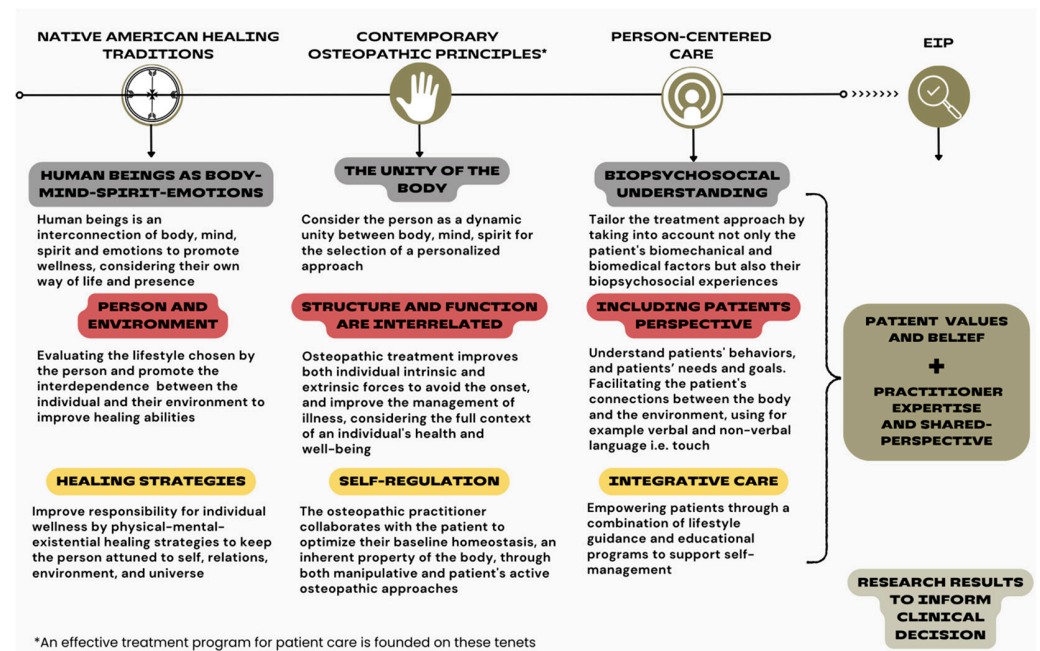 NATIVE AMERICAN HEALING
TRADITIONS
CONTEMPORARY
OSTEOPATHIC PRINCIPLES*
PERSON-CENTERED
CARE
EIP
HUMAN BEINGS AS BODY-
MIND-SPIRIT-EMOTIONS
Human beings is an
interconnection of body, mind,
spirit and emotions to promote
wellness, considering their own
way of life and presence
PERSON AND
ENVIRONMENT
Evaluating the lifestyle chosen by
the person and promote the
interdependence between the
individual and their environment to
improve healing abilities
HEALING STRATEGIES
Improve responsibility for individual
wellness by physical-mental-
existential healing strategies to keep
the person attuned to self, relations,
environment, and universe
THE UNITY OF THE
BODY
Consider the person as a dynamic
unity between body, mind, spirit for
the selection of a personalized
approach
STRUCTURE AND FUNCTION
ARE INTERRELATED
Osteopathic treatment improves
both individual intrinsic and
extrinsic forces to avoid the onset,
and improve the management of
illness, considering the full context
of an individual's health and
well-being
SELF-REGULATION
The osteopathic practitioner
collaborates with the patient to
optimize their baseline homeostasis, an
inherent property of the body, through
both manipulative and patient's active
osteopathic approaches
BIOPSYCHOSOCIAL
UNDERSTANDING
Tailor the treatment approach by
taking into account not only the
patient's biomechanical and
biomedical factors but also their
biopsychosocial experiences
INCLUDING PATIENTS
PERSPECTIVE
Understand patients' behaviors,
and patients' needs and goals.
Facilitating the patient's
connections between the body
and the environment, using for
example verbal and non-verbal
language i.e. touch
INTEGRATIVE CARE
Empowering patients through a
combination of lifestyle
guidance and educational
programs to support self-
management
PATIENT VALUES
AND BELIEF
+
PRACTITIONER
EXPERTISE
AND SHARED-
PERSPECTIVE
RESEARCH RESULTS
TO INFORM
CLINICAL
DECISION
*An effective treatment program for patient care is founded on these tenets